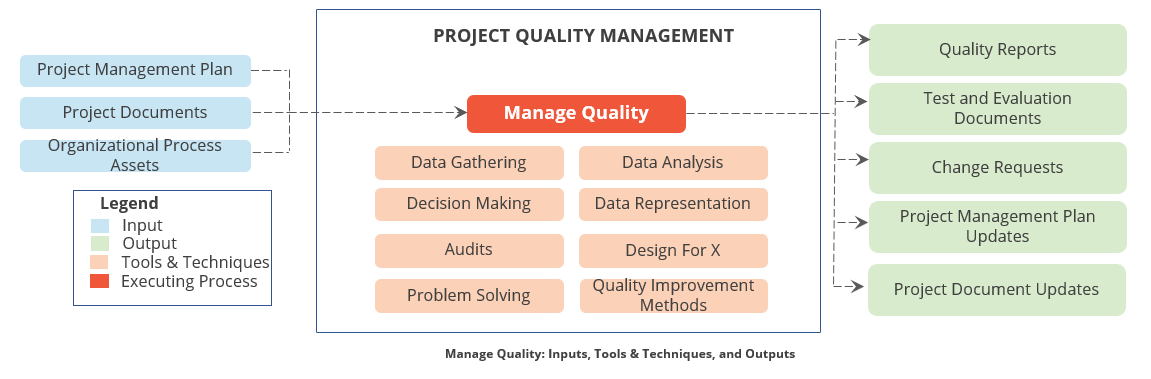 PROJECT QUALITY MANAGEMENT
Project Management Plan
Project Documents
Organizational Process
Assets
Legend
Input
Output
Tools & Techniques
Executing Process
Manage Quality
Data Gathering
Data Analysis
Decision Making
Data Representation
Audits
Design For X
Problem Solving
Quality Improvement
Methods
Quality Reports
Test and Evaluation
Documents
Change Requests
Project Management Plan
Updates
Project Document Updates
Manage Quality: Inputs, Tools & Techniques, and Outputs